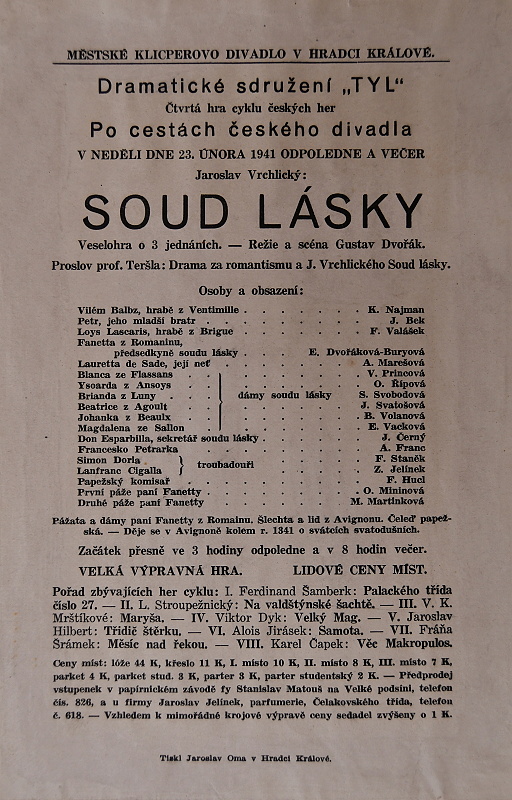 MĚSTSKÉ KLICPEROVO DIVADLO V HRADCI KRÁLOVÉ.
Dramatické sdružení „TYL“
Čtvrtá hra cyklu českých her
Po cestách českého divadla
V NEDĚLI DNE 23. ÚNORA 1941 ODPOLEDNE A VEČER
Jaroslav Vrchlický:
SOUD LÁSKY
Veselohra o 3 jednáních. — Režie a scéna Gustav Dvořák.
Proslov prof. Teršla: Drama za romantismu a J. Vrchlického Soud lásky.
Osoby a obsazení:
Vilém Balbz, hrabě z Ventimille . . . . . . . K. Najman
Petr, jeho mladší bratr . . . . . . . . . J. Bek
Loys Lascaris, hrabě z Brigue . . . . . . . F. Valášek
Fanetta z Romaninu,
předsedkyně soudu lásky . . . . E. Dvořáková-Buryová
Lauretta de Sade, její neť . . . . . . . . A. Marešová
Blanca ze Flassans . . . . . . . . V. Princová
Ysoarda z Ansoys . . . . . . . . O. Řípová
Brianda z Luny . dámy soudu lásky . S. Svobodová
Beatrice z Agoult . . . . . . . J. Svatošová
Johanka z Beaulx . . . . . . . B. Volanová
Magdelena ze Sallon . . . . . . . E. Vacková
Don Esparbilla, sekretář soudu lásky . . . . . . J. Černý
Francesko Petrarka . . . . . . . . A. Franc
Simon Doria . } troubadouři . . . . . F. Staněk
Lanfranc Cigalla } . . . . . Z. Jelínek
Papežský komisař . . . . . . . . . F. Hucl
První páže paní Fanetty . . . . . . . . O. Mininová
Druhé páže paní Fanetty . . . . . . . M. Martinková
Pážata a dámy paní Fanetty z Romainu. Šlechta a lid z Avignonu. Čeleď papež-
ská. — Děje se v Avignoně kolem r. 1341 o svátcích svatodušních.
Začátek přesně ve 3 hodiny odpoledne a v 8 hodin večer.
VELKÁ VÝPRAVNÁ HRA. LIDOVÉ CENY MÍST.
Pořad zbývajících her cyklu: I. Ferdinand Šamberk: Palackého třída
číslo 27. — II. L. Stroupežnický: Na valdštýnské šachtě. — III. V. K.
Mrštíkové: Maryša. — IV. Viktor Dyk: Velký Mag. — V. Jaroslav
Hilbert: Třidič štěrku. — VI. Alois Jirásek: Samota. — VII. Fráňa
Šrámek: Měsíc nad řekou. — VIII. Karel Čapek: Věc Makropulos.
Ceny míst: lóže 44 K, křeslo 11 K, I. místo 10 K, II. místo 8 K, III. místo 7 K,
parket 4 K, parket stud. 3 K, parter 3 K, parter studentský 2 K. — Předprodej
vstupenek v papírnickém závodě fy Stanislav Matouš na Velké podsíni, telefon
čís. 826, a u firmy Jaroslav Jelínek, parfumerie, Čelakovského třída, telefon
č. 618. — Vzhledem k mimořádné krojové výpravě ceny sedadel zvýšeny o 1 K.
Tiskl Jaroslav Oma v Hradci Králové.